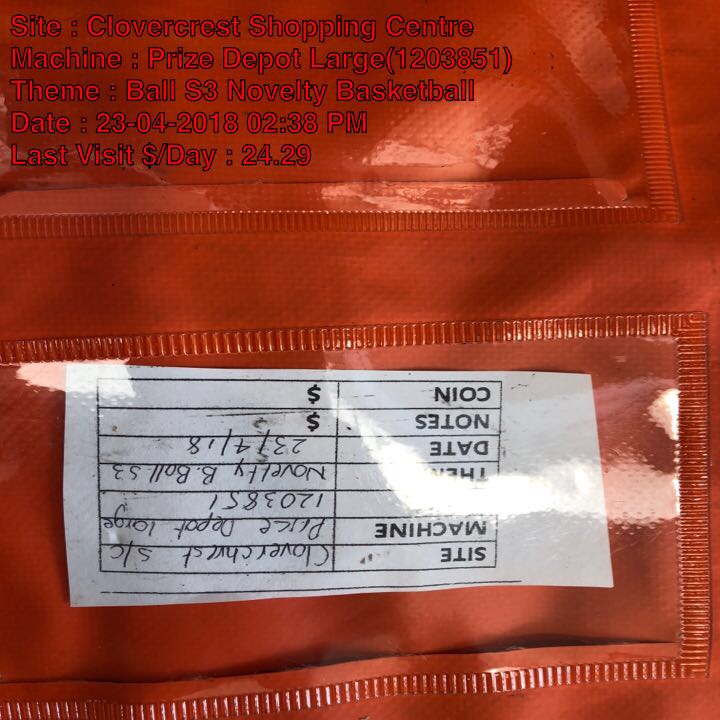 Site : Clovercrest Shopping Centre
Machine : Prize Depot Large(1203851)
Theme : Ball S3 Novelty Basketball
Date : 23-04-2018 02:38 PM
Last Visit $/Day : 24.29
SITE Clovercrest S/C
MACHINE Prize Depot large
1203851
THEM Novelty B.Ball S3
DATE 23/4/18
NOTES $
COIN $